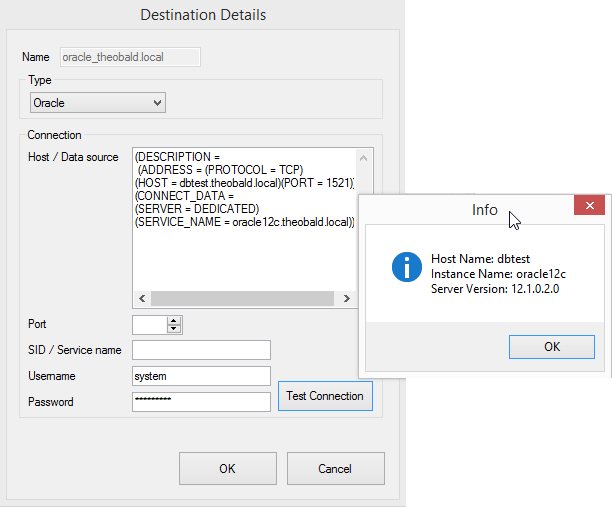 Destination Details
Name
oracle_theobald.local
Type
Oracle
Connection
Host / Data source
(DESCRIPTION =
(ADDRESS = (PROTOCOL = TCP)
(HOST = dbtest.theobald.local)(PORT = 1521))
(CONNECT_DATA =
(SERVER = DEDICATED)
(SERVICE_NAME = oracle12c.theobald.local))
Port
SID / Service name
Username
system
Password
*********
Test Connection
OK
Cancel
Info
Host Name: dbtest
Instance Name: oracle12c
Server Version: 12.1.0.2.0
OK